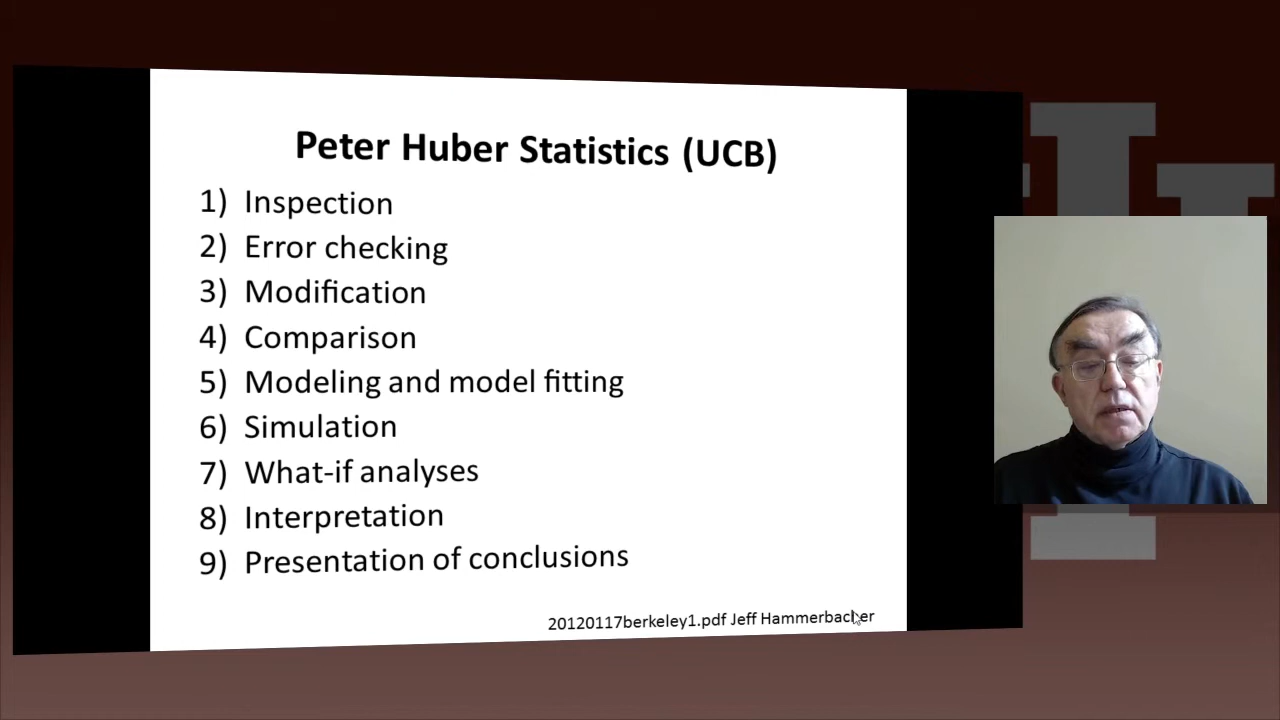 Peter Huber Statistics (UCB)
1) Inspection
2) Error checking
3) Modification
4) Comparison
5) Modeling and model fitting
6) Simulation
7) What-if analyses
8) Interpretation
9) Presentation of conclusions
20120117berkeley1.pdf Jeff Hammerbacher